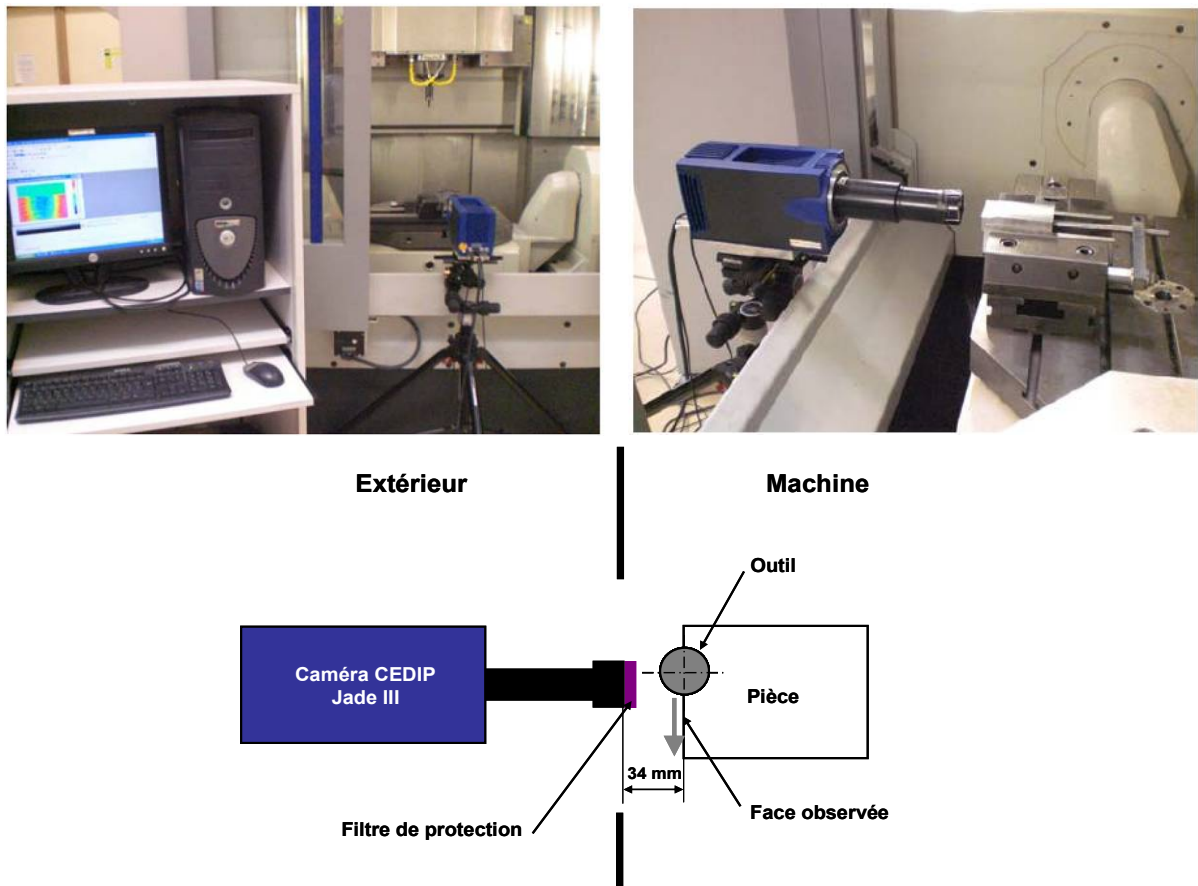 Extérieur
Machine
Outil
Caméra CEDIP
Jade III
Pièce
34 mm
Filtre de protection
Face observée